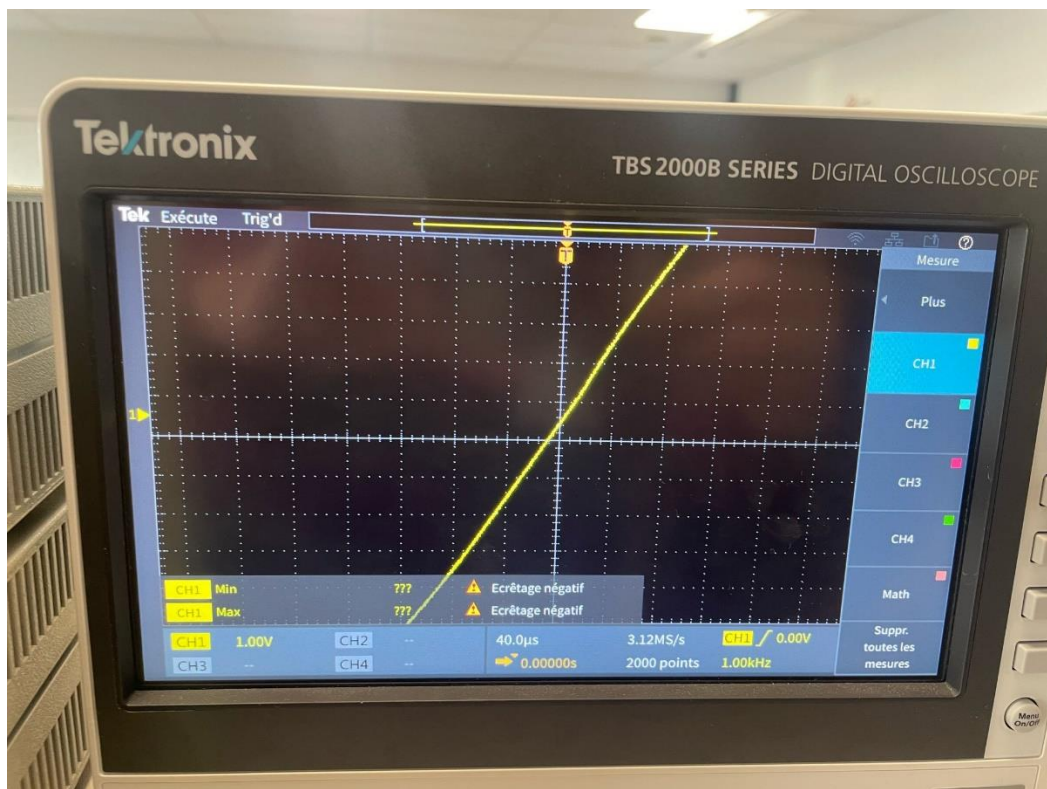 Tektronix
TBS 2000B SERIES DIGITAL OSCILLOSCOPE
Tek Exécute Trig'd
T
T
?
Mesure
Plus
CH1
CH2
CH3
CH4
Math
Suppr.
toutes les
mesures
1
CH1 Min ??? Ecrêtage négatif
CH1 Max ??? Ecrêtage négatif
CH1 1.00V CH2 -- 40.0µs 3.12MS/s CH1 0.00V
CH3 -- CH4 -- 0.00000s 2000 points 1.00kHz
Menu
On/Off